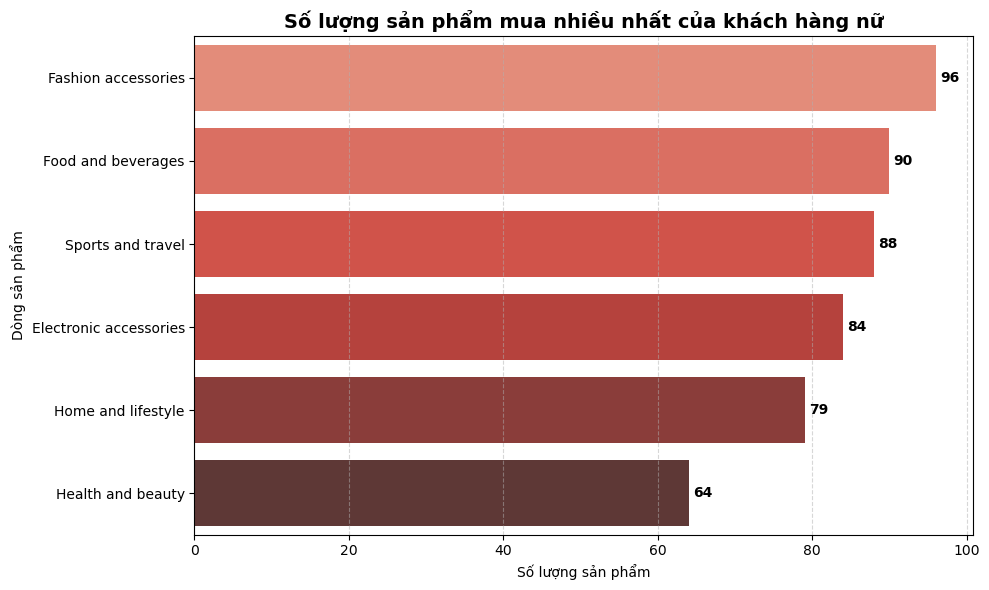 Số lượng sản phẩm mua nhiều nhất của khách hàng nữ
Dòng sản phẩm
Fashion accessories
96
Food and beverages
90
Sports and travel
88
Electronic accessories
84
Home and lifestyle
79
Health and beauty
64
0 20 40 60 80 100
Số lượng sản phẩm